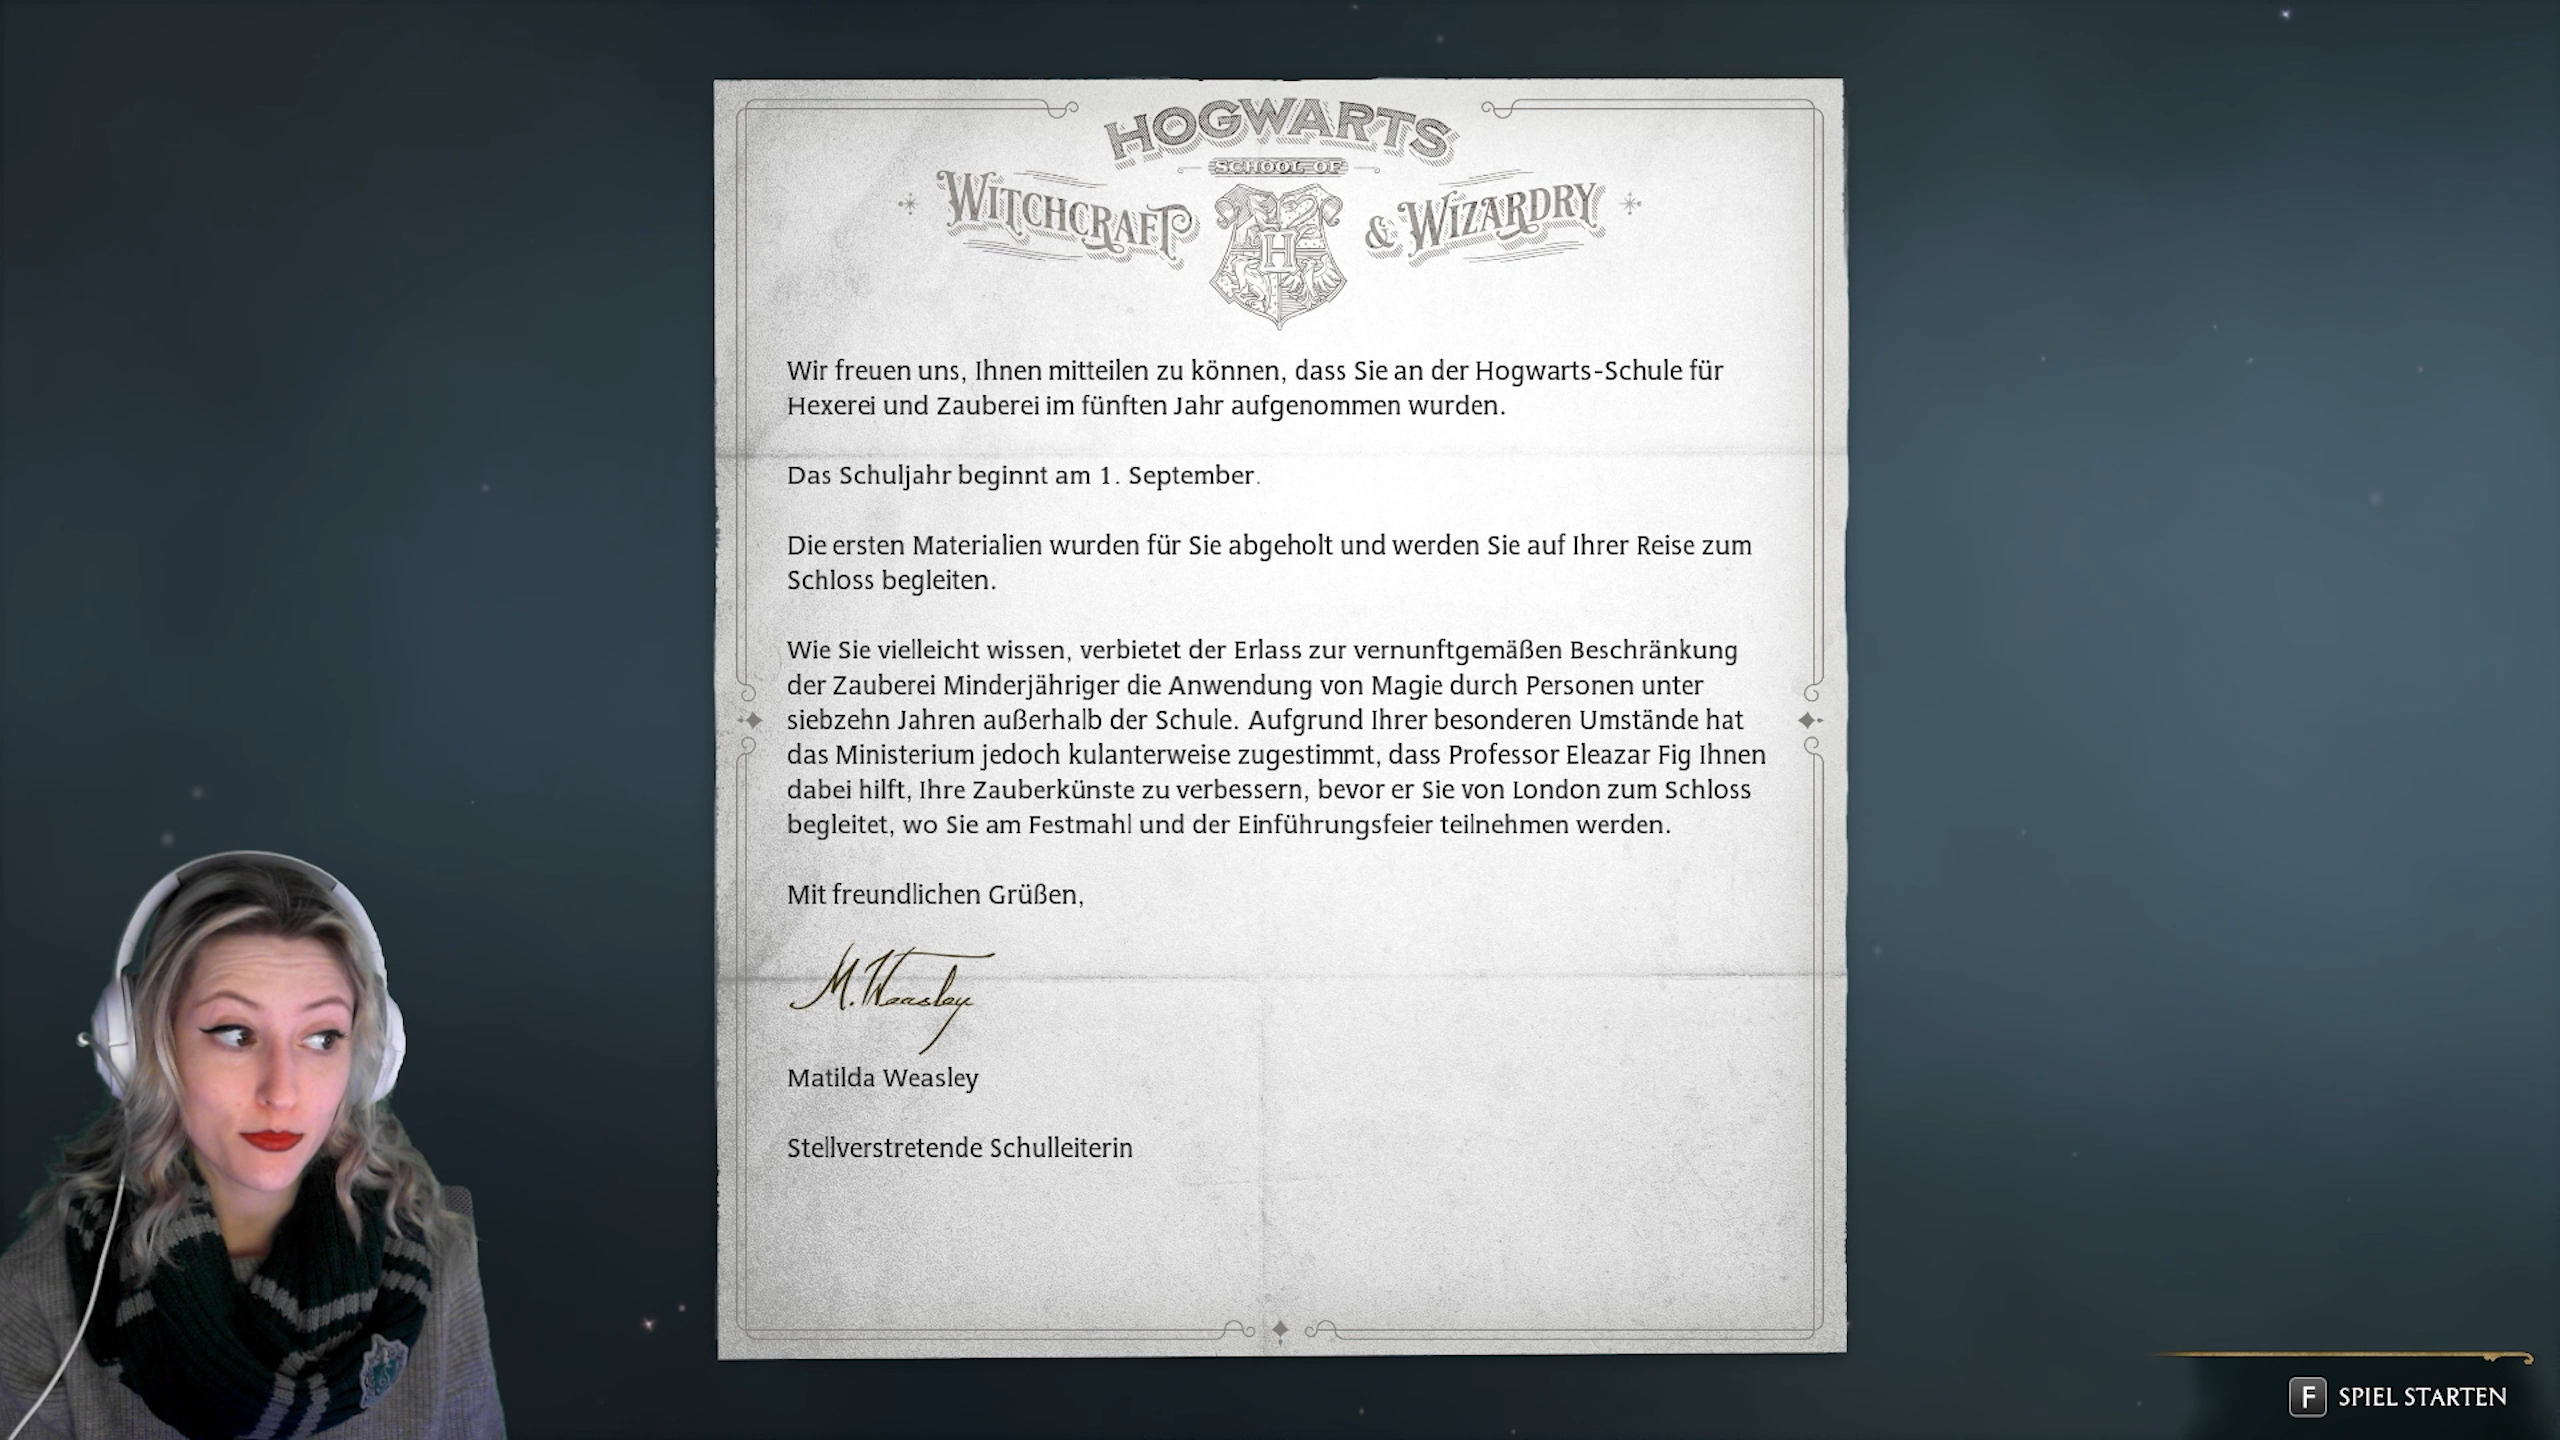 HOGWARTS
SCHOOL OF
WITCHCRAFT & WIZARDRY
H
Wir freuen uns, Ihnen mitteilen zu können, dass Sie an der Hogwarts-Schule für
Hexerei und Zauberei im fünften Jahr aufgenommen wurden.
Das Schuljahr beginnt am 1. September.
Die ersten Materialien wurden für Sie abgeholt und werden Sie auf Ihrer Reise zum
Schloss begleiten.
Wie Sie vielleicht wissen, verbietet der Erlass zur vernunftgemäßen Beschränkung
der Zauberei Minderjähriger die Anwendung von Magie durch Personen unter
siebzehn Jahren außerhalb der Schule. Aufgrund Ihrer besonderen Umstände hat
das Ministerium jedoch kulanterweise zugestimmt, dass Professor Eleazar Fig Ihnen
dabei hilft, Ihre Zauberkünste zu verbessern, bevor er Sie von London zum Schloss
begleitet, wo Sie am Festmahl und der Einführungsfeier teilnehmen werden.
Mit freundlichen Grüßen,
M. Weasley
Matilda Weasley
Stellverstretende Schulleiterin
F SPIEL STARTEN